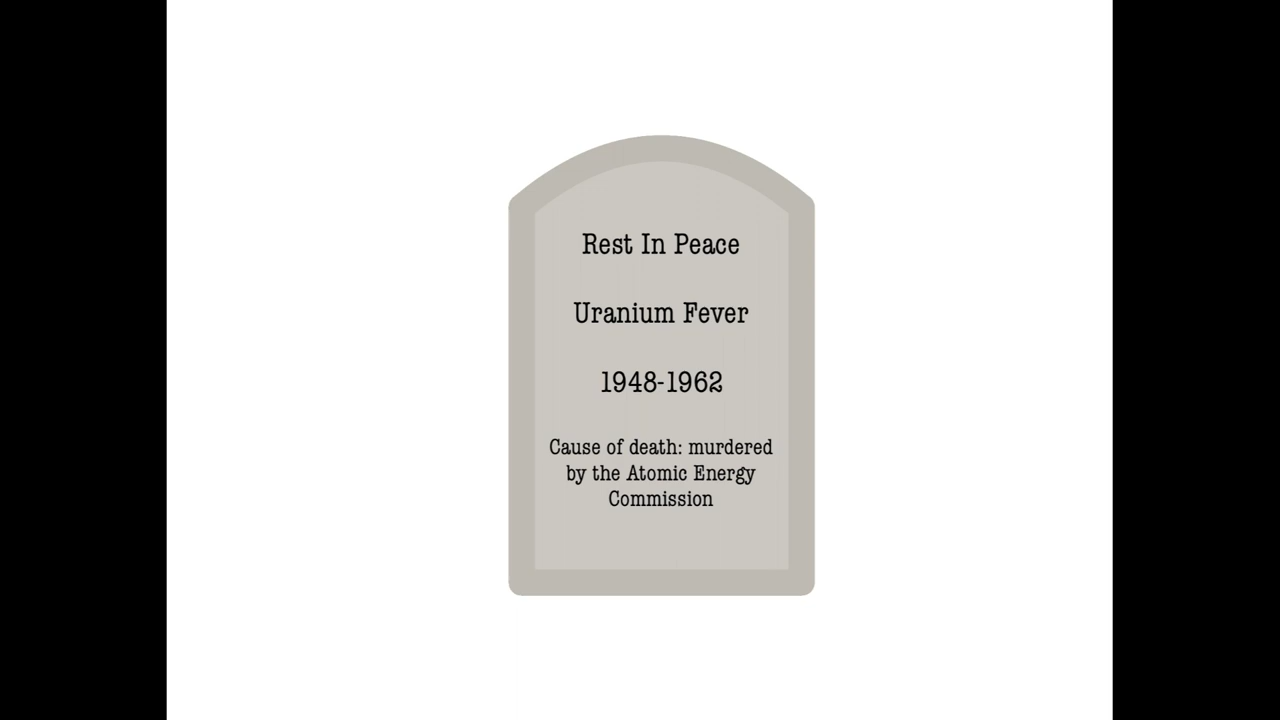 Rest In Peace
Uranium Fever
1948-1962
Cause of death: murdered
by the Atomic Energy
Commission